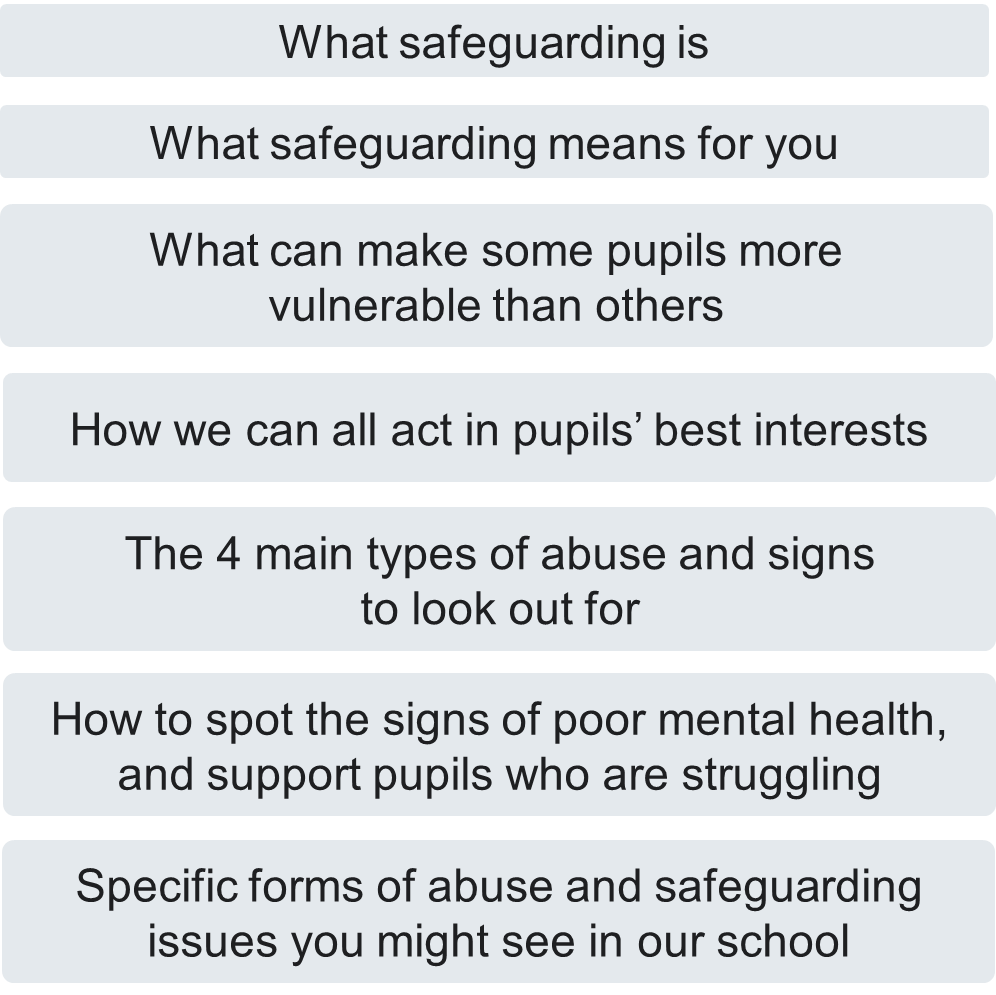 What safeguarding is
What safeguarding means for you
What can make some pupils more
vulnerable than others
How we can all act in pupils’ best interests
The 4 main types of abuse and signs
to look out for
How to spot the signs of poor mental health,
and support pupils who are struggling
Specific forms of abuse and safeguarding
issues you might see in our school